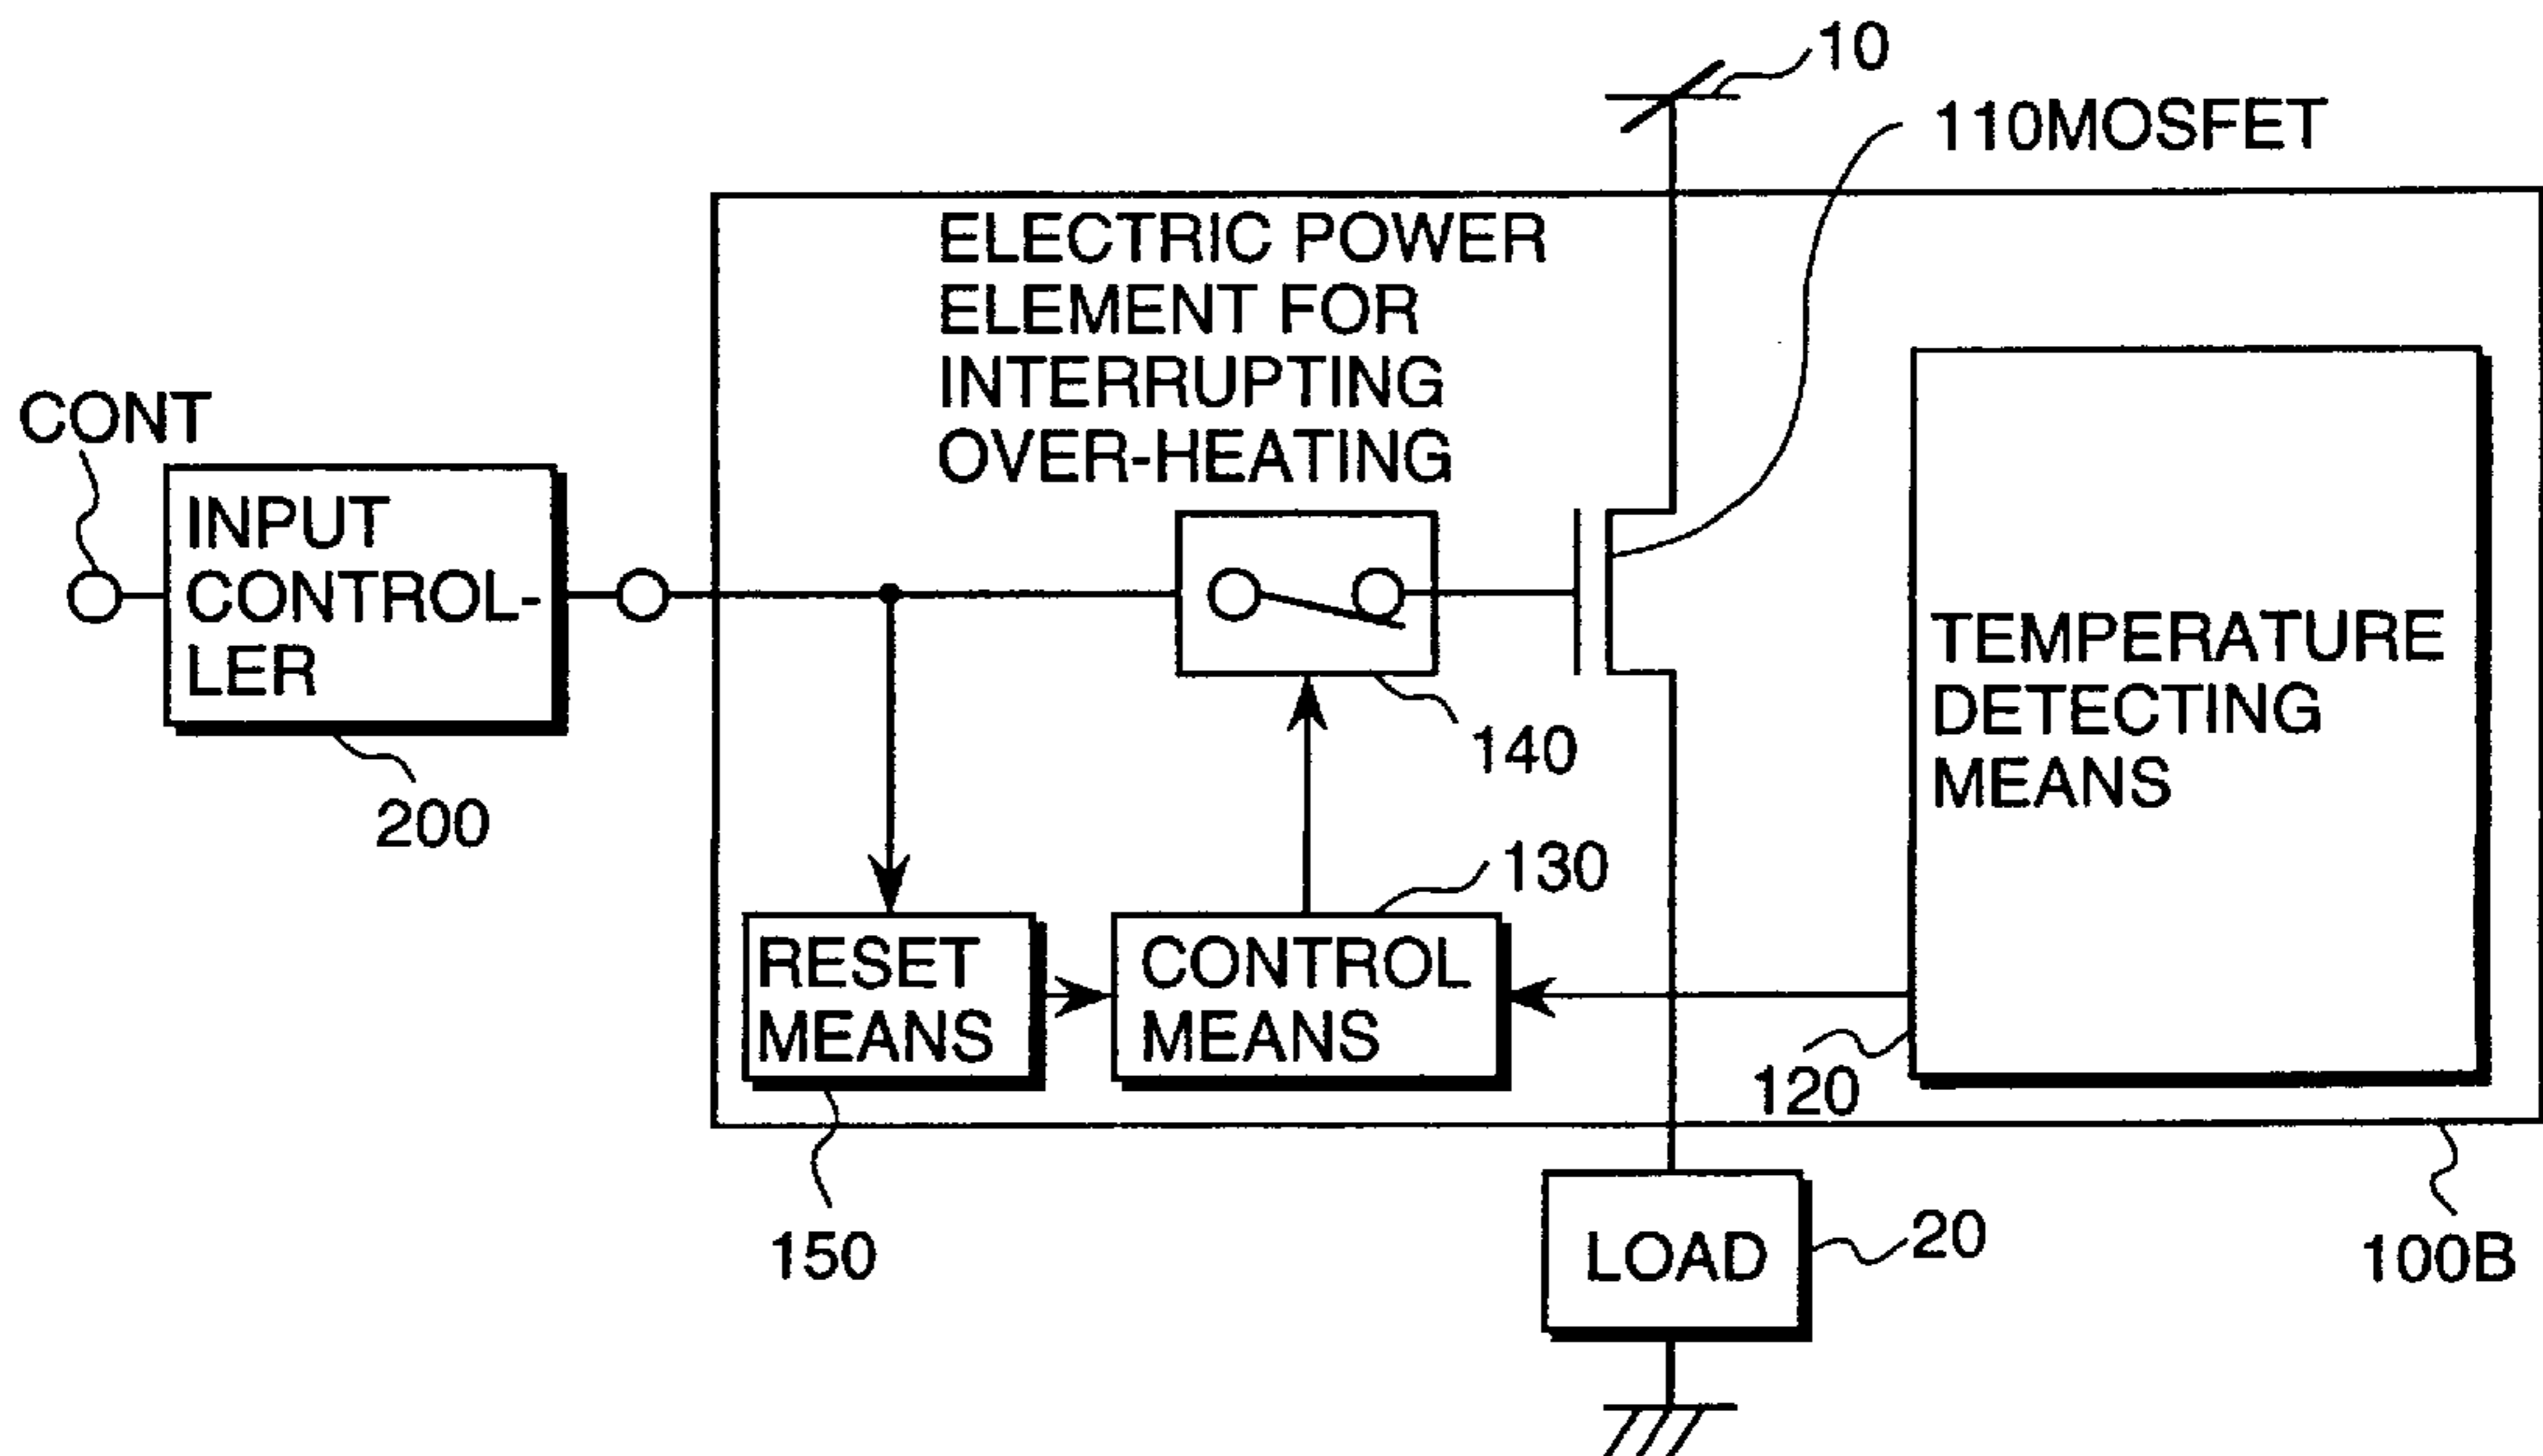 10
110MOSFET
ELECTRIC POWER
ELEMENT FOR
INTERRUPTING
OVER-HEATING
CONT
INPUT
CONTROL-
LER
200
140
TEMPERATURE
DETECTING
MEANS
130
RESET
MEANS
CONTROL
MEANS
120
150
LOAD
20
100B